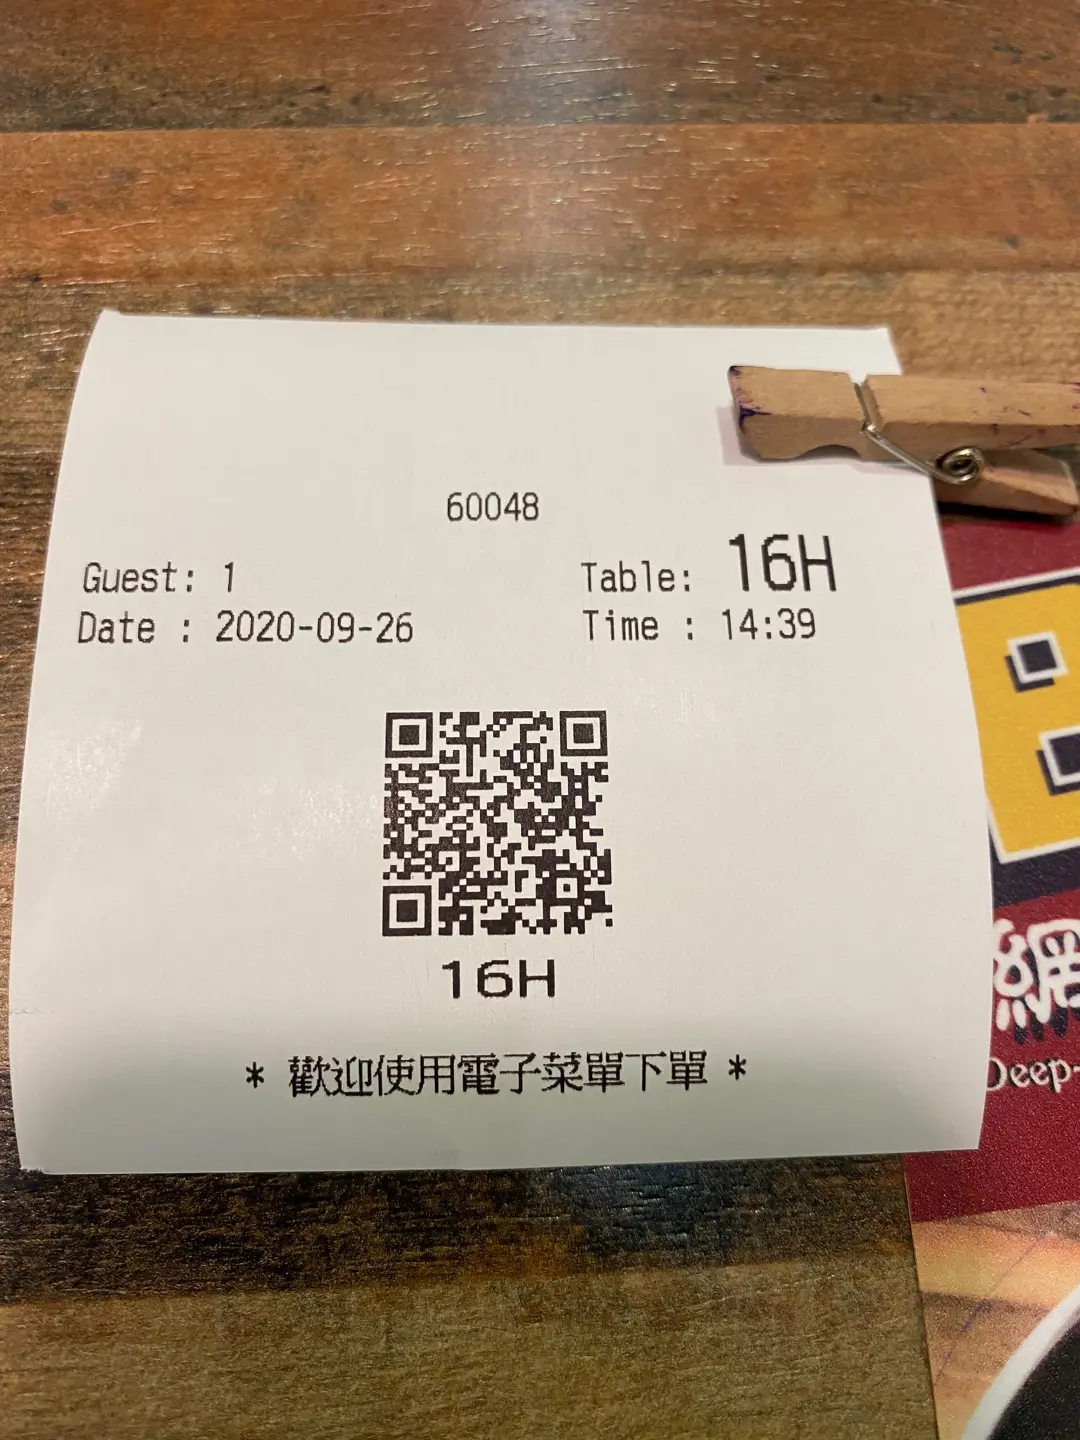 60048
Guest: 1
Table: 16H
Date : 2020-09-26
Time : 14:39
16H
* 歡迎使用電子菜單下單 *
網
Deep-